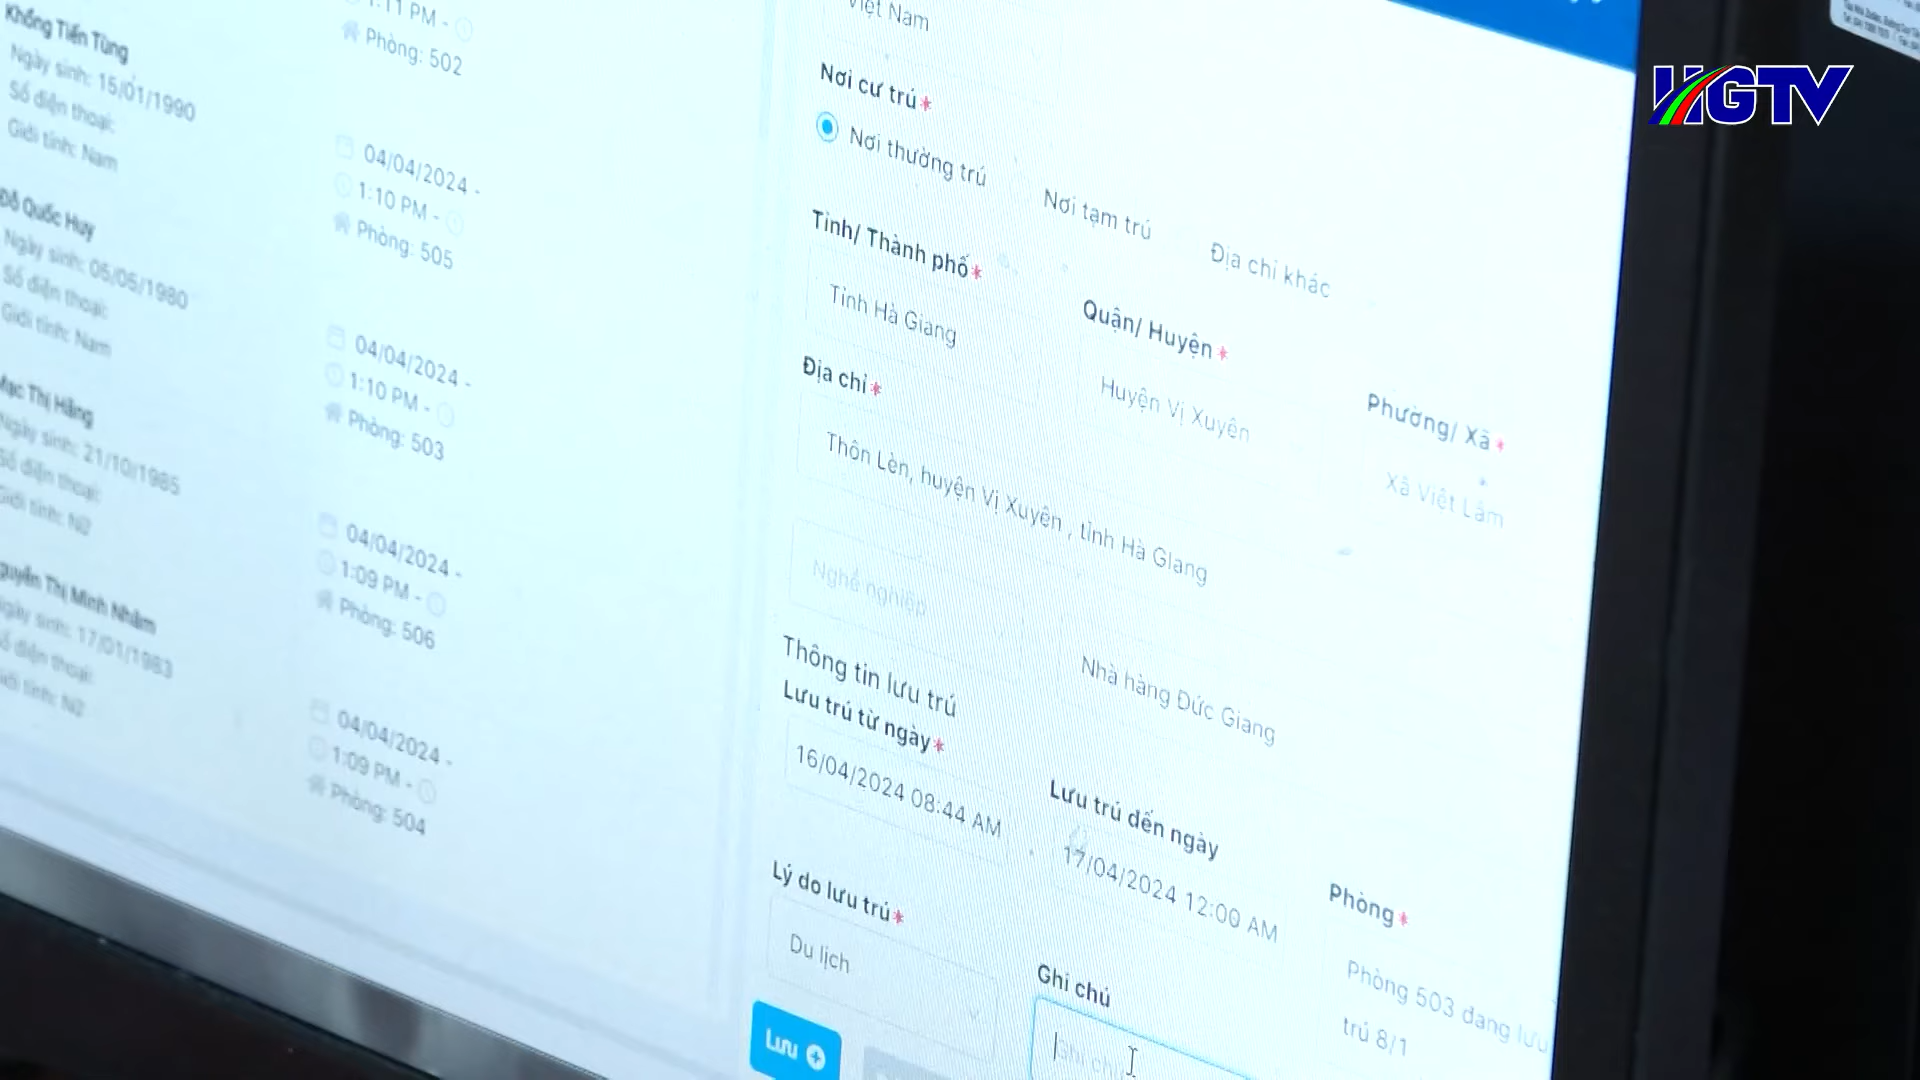 Khổng Tiến Tùng
Ngày sinh: 15/01/1990
Số điện thoại:
Giới tính: Nam
1:11 PM -
Phòng: 502
Đỗ Quốc Huy
Ngày sinh: 05/05/1980
Số điện thoại:
Giới tính: Nam
04/04/2024 -
1:10 PM -
Phòng: 505
Mạc Thị Hằng
Ngày sinh: 21/10/1985
Số điện thoại:
Giới tính: Nữ
04/04/2024 -
1:10 PM -
Phòng: 503
Nguyễn Thị Minh Nhâm
Ngày sinh: 17/01/1983
Số điện thoại:
Giới tính: Nữ
04/04/2024 -
1:09 PM -
Phòng: 506
04/04/2024 -
1:09 PM -
Phòng: 504
Việt Nam
Nơi cư trú*
Nơi thường trú Nơi tạm trú Địa chỉ khác
Tỉnh/ Thành phố* Quận/ Huyện* Phường/ Xã*
Tỉnh Hà Giang Huyện Vị Xuyên Xã Việt Lâm
Địa chỉ*
Thôn Lèn, huyện Vị Xuyên , tỉnh Hà GIang
Nghề nghiệp Nhà hàng Đức Giang
Thông tin lưu trú
Lưu trú từ ngày* Lưu trú đến ngày Phòng*
16/04/2024 08:44 AM 17/04/2024 12:00 AM Phòng 503 đang lưu
trú 8/1
Lý do lưu trú* Ghi chú
Du lịch Ghi chú
Lưu
HGTV